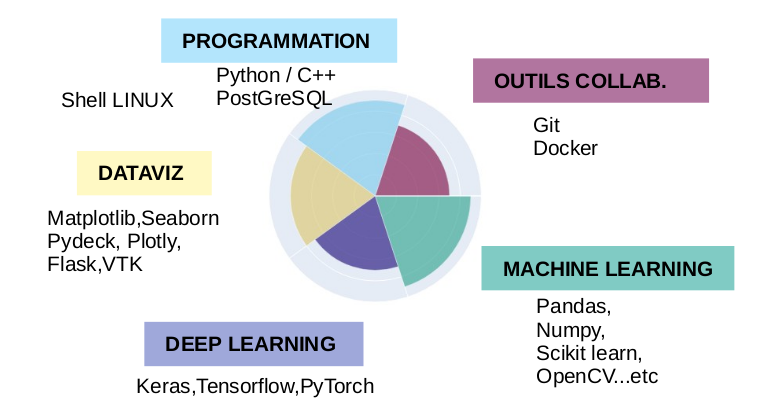 PROGRAMMATION
Python / C++
PostGreSQL
Shell LINUX
OUTILS COLLAB.
Git
Docker
DATAVIZ
Matplotlib,Seaborn
Pydeck, Plotly,
Flask,VTK
MACHINE LEARNING
Pandas,
Numpy,
Scikit learn,
OpenCV...etc
DEEP LEARNING
Keras,Tensorflow,PyTorch